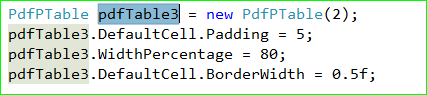 PdfPTable pdfTable3 = new PdfPTable(2);
pdfTable3.DefaultCell.Padding = 5;
pdfTable3.WidthPercentage = 80;
pdfTable3.DefaultCell.BorderWidth = 0.5f;